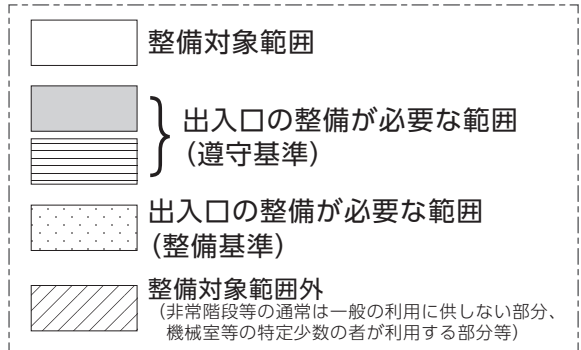 整備対象範囲
出入口の整備が必要な範囲
(遵守基準)
出入口の整備が必要な範囲
(整備基準)
整備対象範囲外
(非常階段等の通常は一般の利用に供しない部分、
機械室等の特定少数の者が利用する部分等)